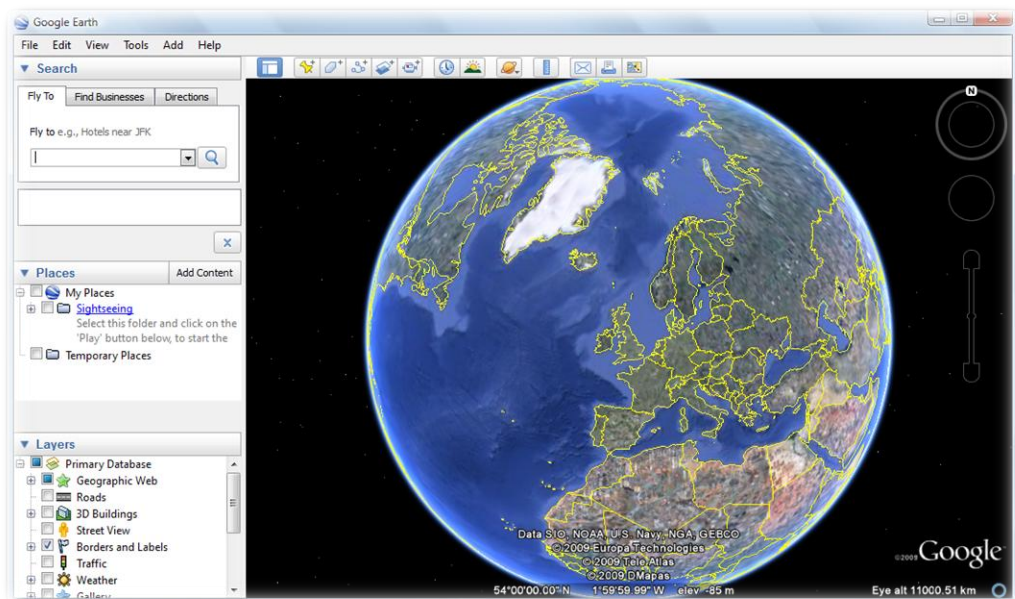 Google Earth
File Edit View Tools Add Help
Search
Fly To Find Businesses Directions
Fly to e.g., Hotels near JFK
Places Add Content
My Places
Sightseeing
Select this folder and click on the
'Play' button below, to start the
Temporary Places
Layers
Primary Database
Geographic Web
Roads
3D Buildings
Street View
Borders and Labels
Traffic
Weather
Gallery
N
Data SIO, NOAA, U.S. Navy, NGA, GEBCO
© 2009 Europa Technologies
© 2009 Tele Atlas
© 2009 DMapas
©2009 Google
54°00'00.00" N 1°59'59.99" W elev -85 m Eye alt 11000.51 km